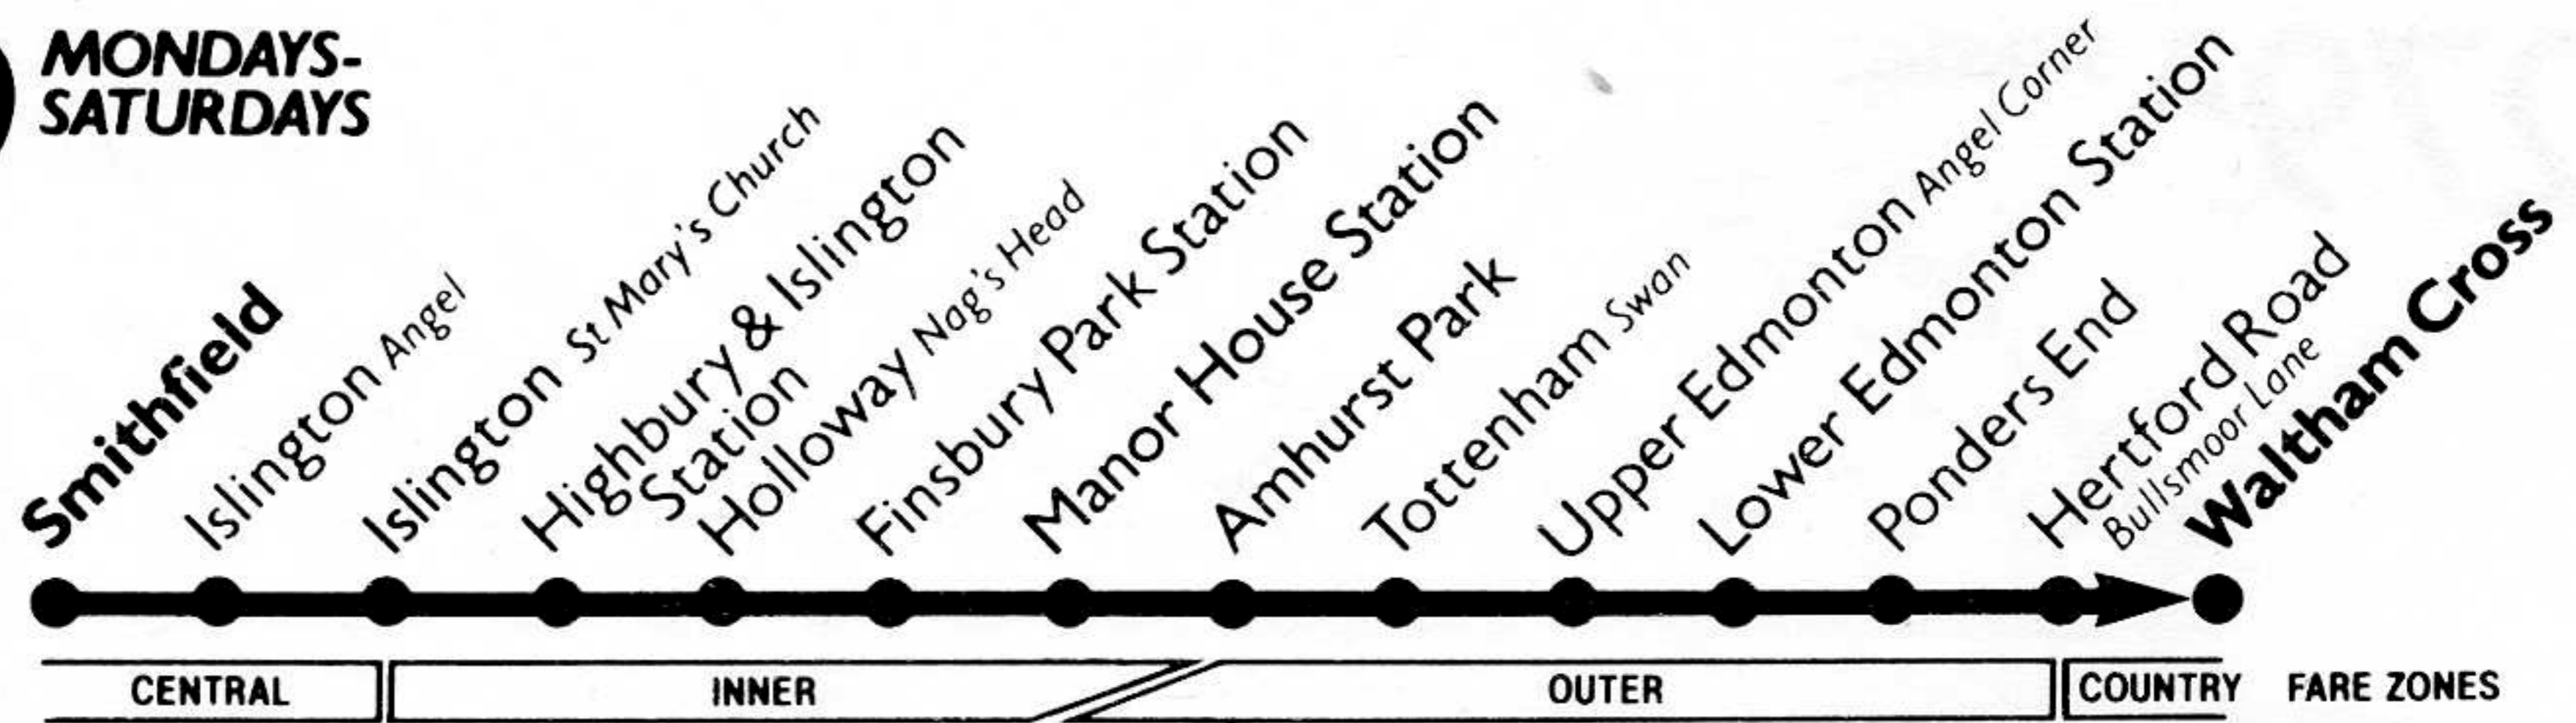 MONDAYS-
SATURDAYS
Smithfield
Islington Angel
Islington St Mary's Church
Highbury & Islington
Station
Holloway Nag's Head
Finsbury Park Station
Manor House Station
Amhurst Park
Tottenham Swan
Upper Edmonton Angel Corner
Lower Edmonton Station
Ponders End
Hertford Road
Bullsmoor Lane
Waltham Cross
CENTRAL
INNER
OUTER
COUNTRY
FARE ZONES